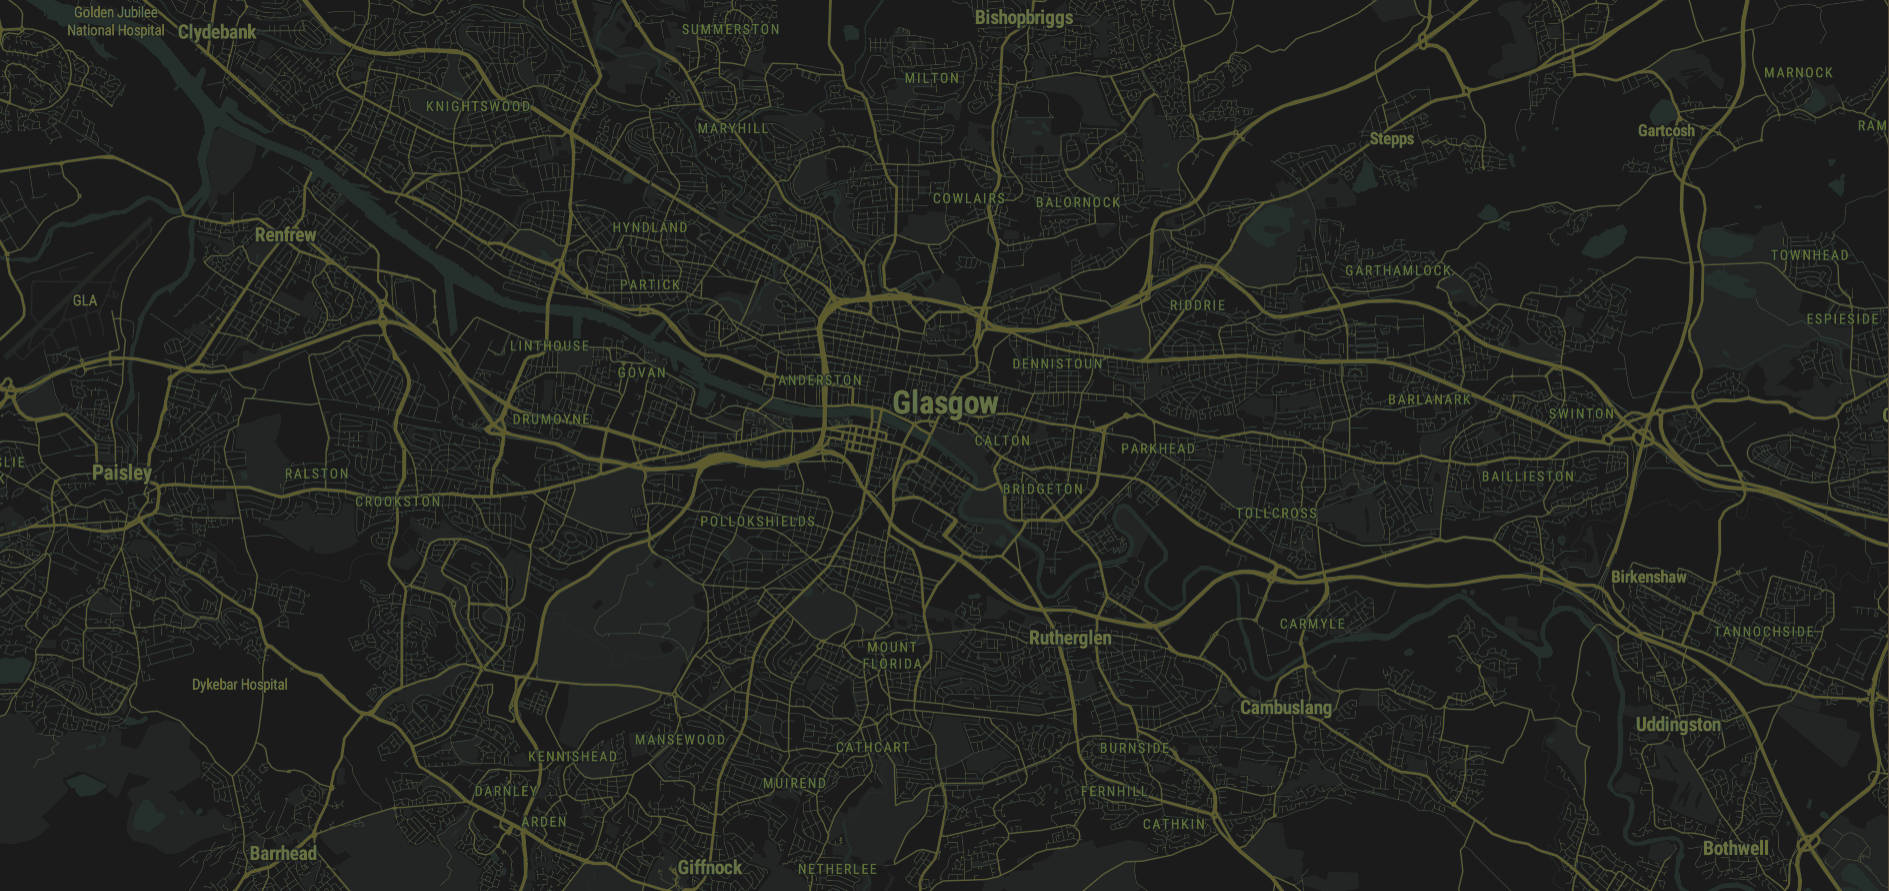 Golden Jubilee
National Hospital
Clydebank
SUMMERSTON
Bishopbriggs
MILTON
MARNOCK
KNIGHTSWOOD
MARYHILL
Stepps
Gartcosh
RAM
COWLAIRS
BALORNOCK
Renfrew
HYNDLAND
TOWNHEAD
GARTHAMLOCK
PARTICK
GLA
RIDDRIE
ESPIESIDE
LINTHOUSE
DENNISTOUN
GOVAN
ANDERSTON
Glasgow
BARLANARK
SWINTON
DRUMOYNE
CALTON
PARKHEAD
SLIE
K
Paisley
RALSTON
BAILLIESTON
CROOKSTON
BRIDGETON
POLLOKSHIELDS
TOLLCROSS
Birkenshaw
CARMYLE
TANNOCHSIDE
Rutherglen
MOUNT
FLORIDA
Dykebar Hospital
Cambuslang
Uddingston
MANSEWOOD
CATHCART
BURNSIDE
KENNISHEAD
MUIREND
DARNLEY
FERNHILL
ARDEN
CATHKIN
Barrhead
Bothwell
Giffnock
NETHERLEE